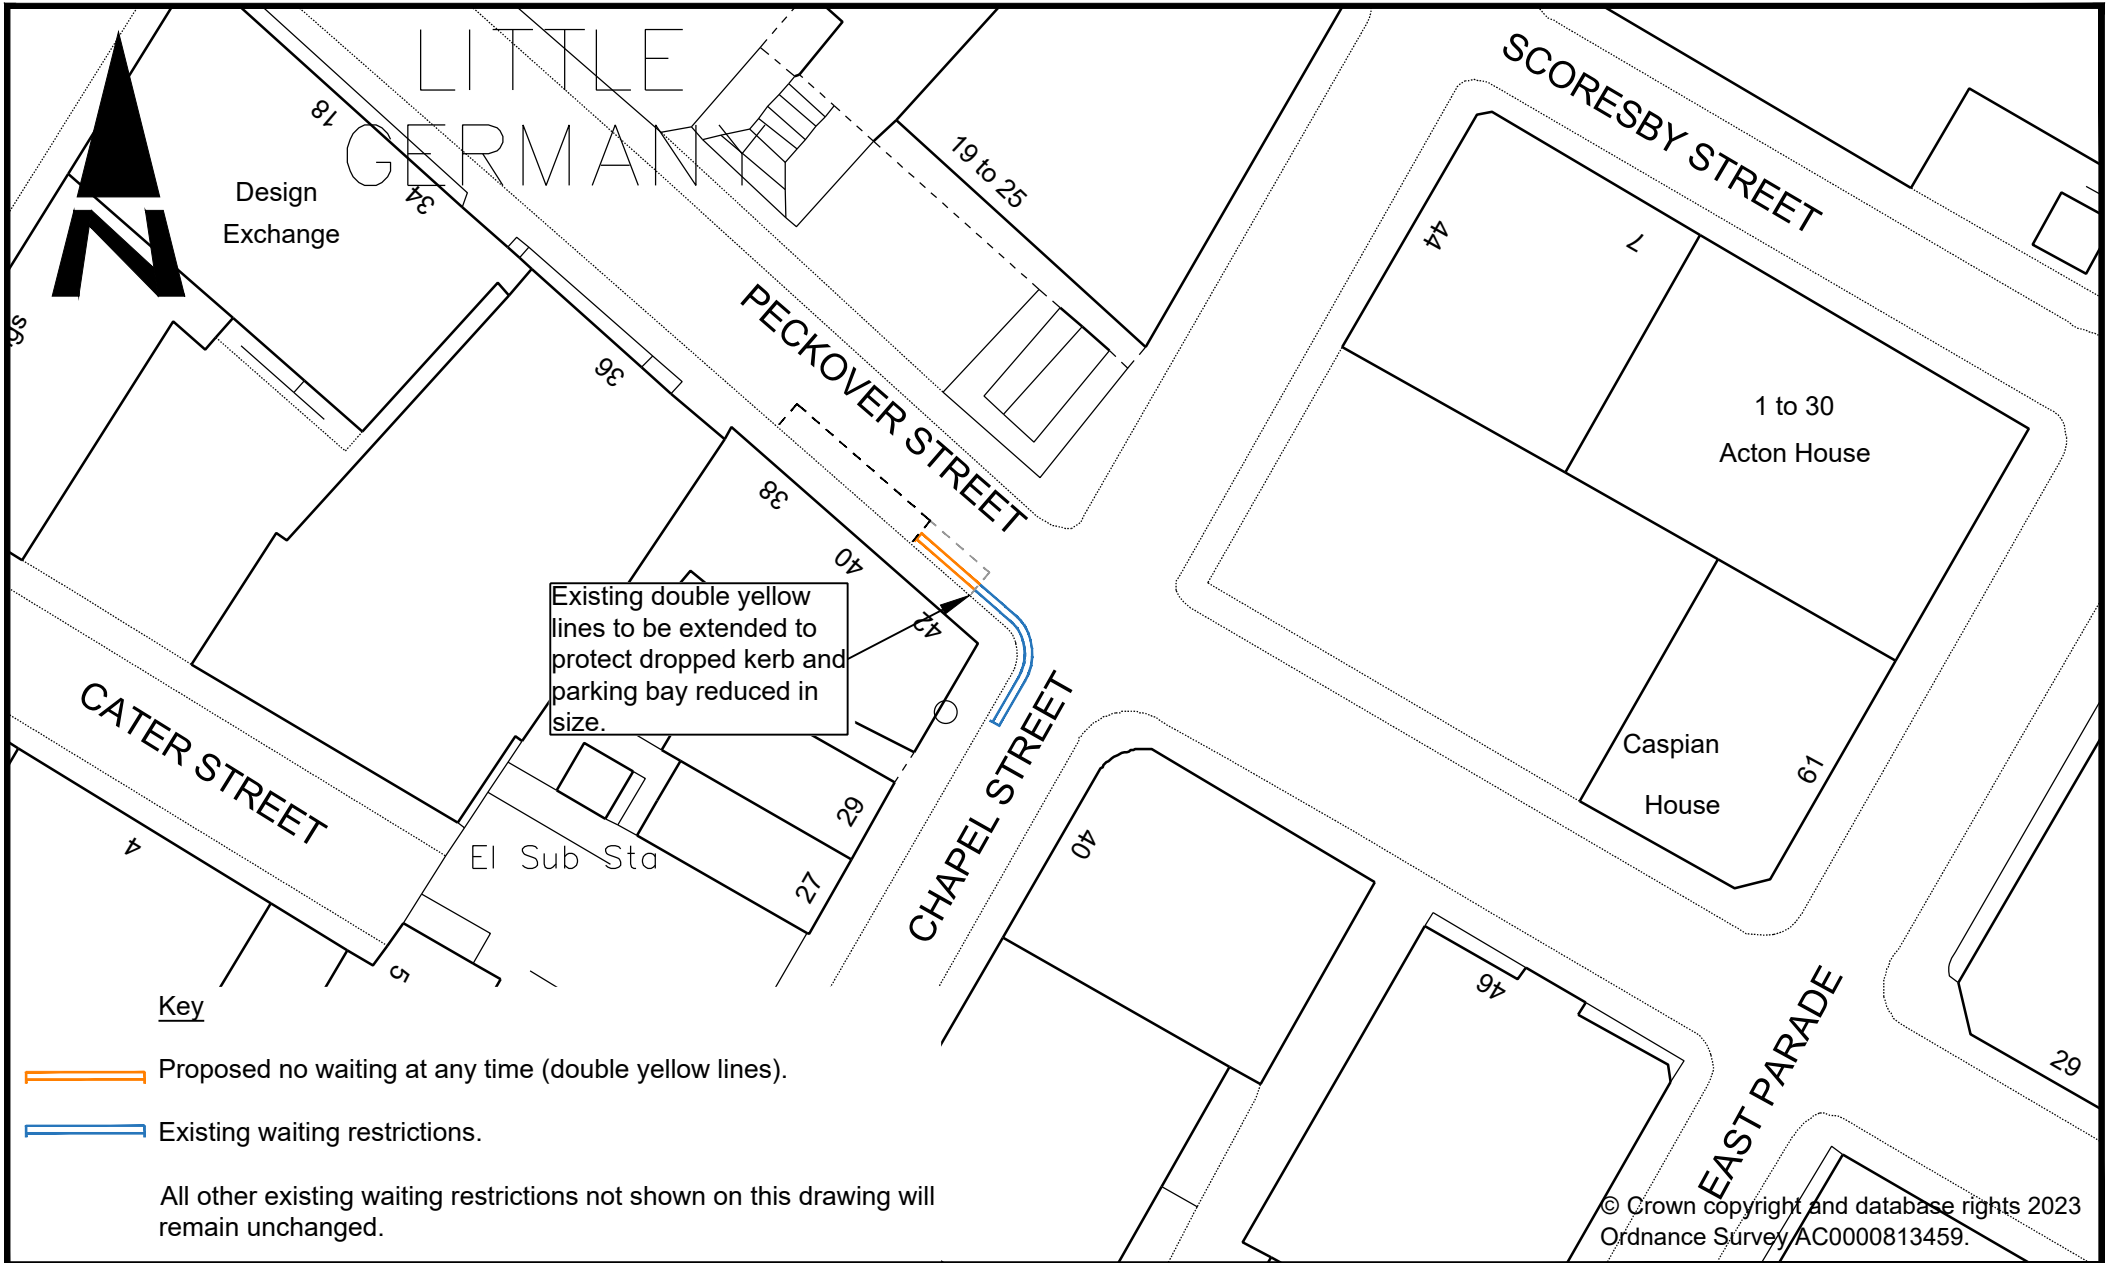 LITTLE
GERMANY
SCORESBY STREET
18
34
Design
Exchange
N
19 to 25
44
7
PECKOVER STREET
36
1 to 30
Acton House
38
40
42
Existing double yellow
lines to be extended to
protect dropped kerb and
parking bay reduced in
size.
CATER STREET
CHAPEL STREET
Caspian
House
61
29
27
El Sub Sta
40
4
5
46
EAST PARADE
29
Key
Proposed no waiting at any time (double yellow lines).
Existing waiting restrictions.
All other existing waiting restrictions not shown on this drawing will
remain unchanged.
© Crown copyright and database rights 2023
Ordnance Survey AC0000813459.